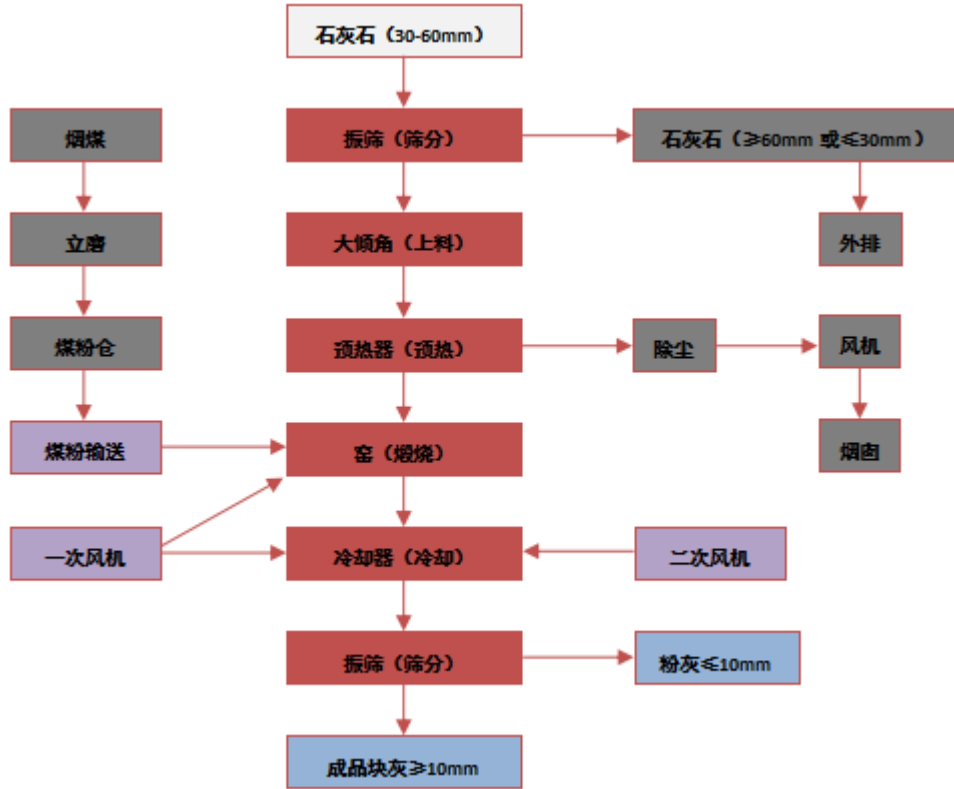 石灰石（30-60mm）
烟煤
振筛（筛分）
石灰石（≥60mm 或≤30mm）
立磨
大倾角（上料）
外排
煤粉仓
预热器（预热）
除尘
风机
煤粉输送
窑（煅烧）
烟囱
一次风机
冷却器（冷却）
二次风机
振筛（筛分）
粉灰≤10mm
成品块灰≥10mm